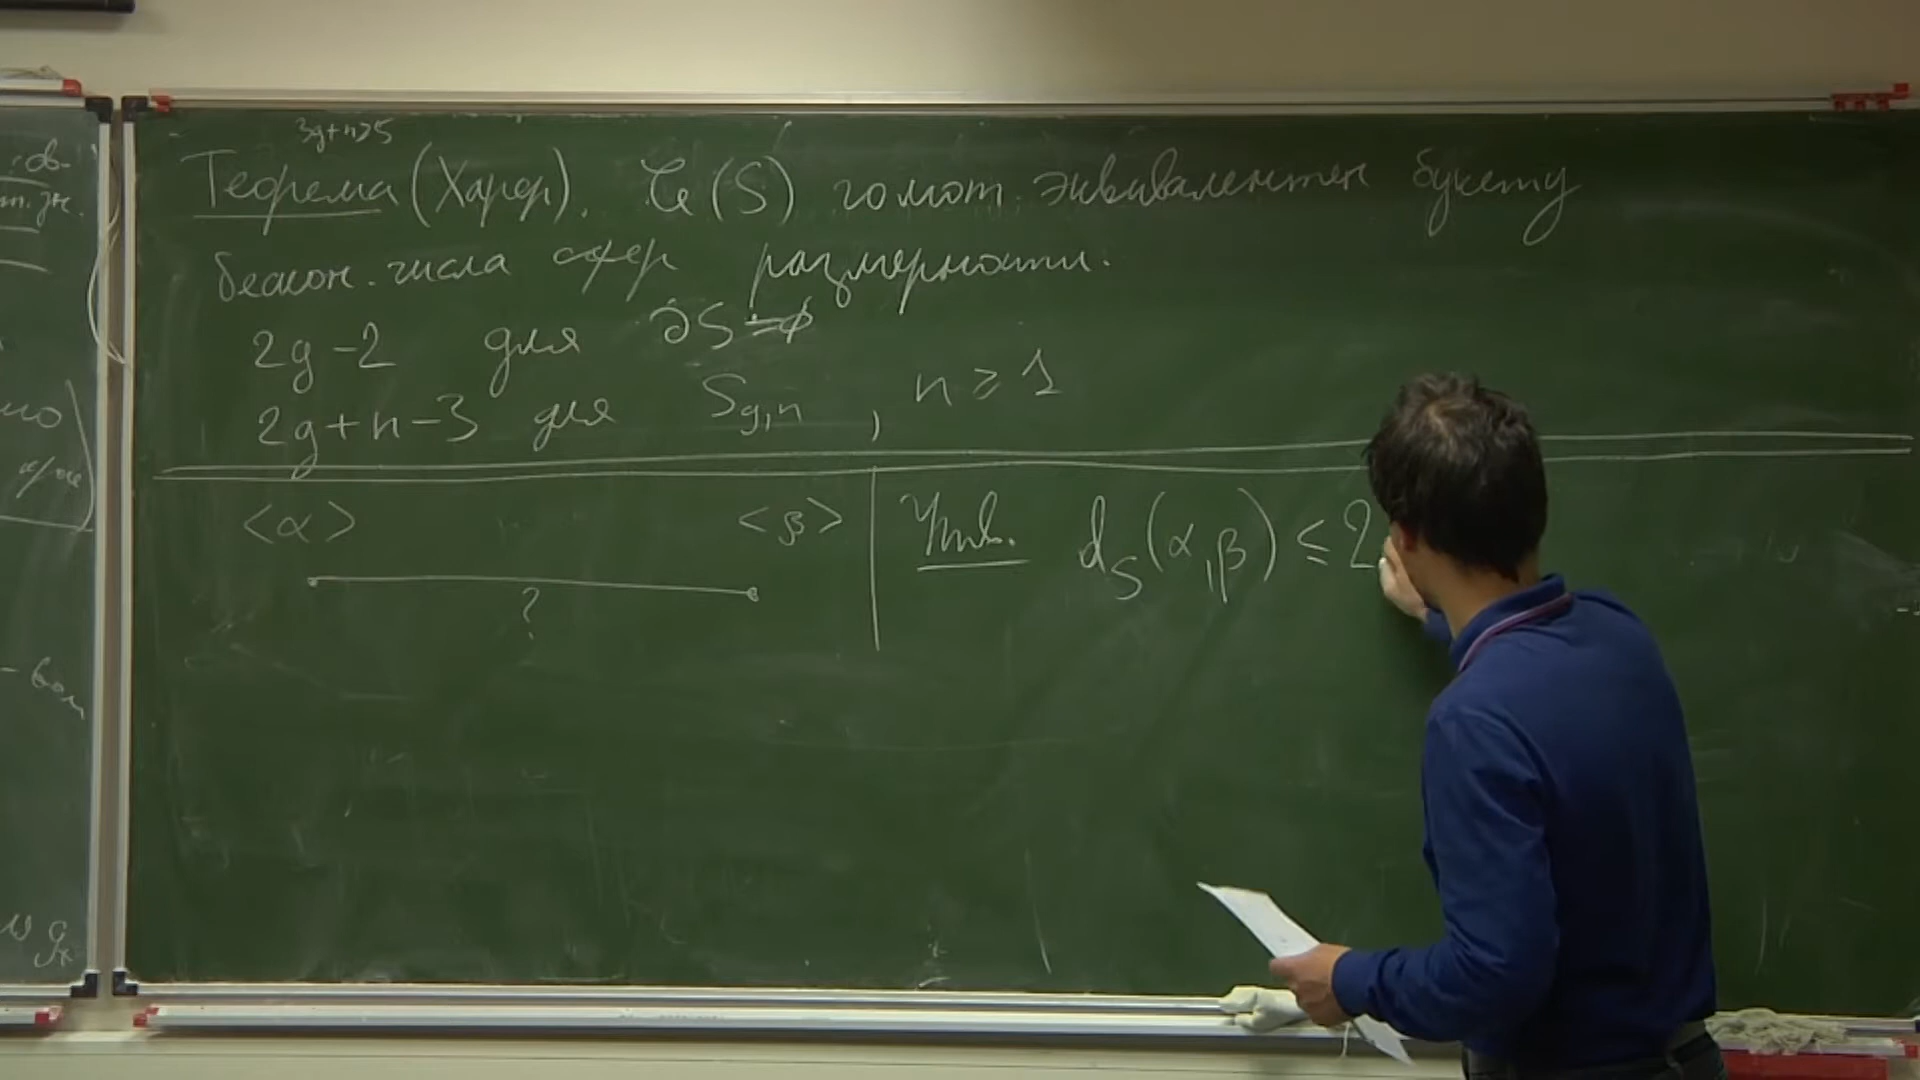 3g+n>5
Теорема (Харер). C(S) гомот. эквивалентен букету
бескон. числа сфер размерности.
2g-2 для ∂S=∅
2g+n-3 для S_{g,n}, n ≥ 1
<α> <β>
?
Утв. d_S(α,β) ≤ 2